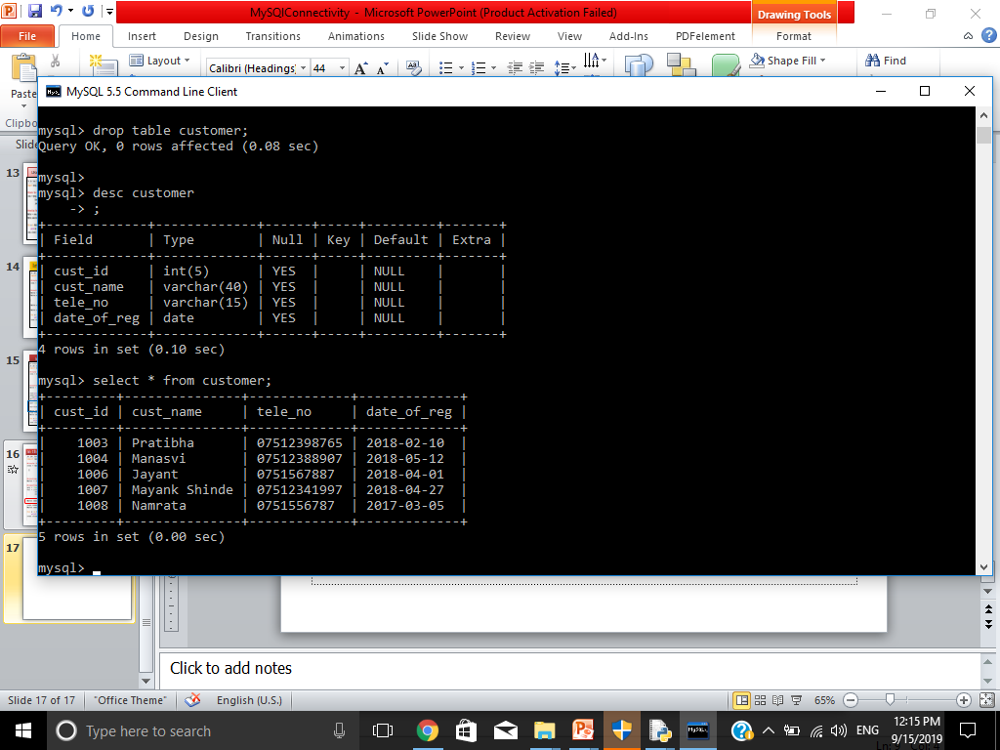 MySQlConnectivity - Microsoft PowerPoint (Product Activation Failed)
Drawing Tools
File Home Insert Design Transitions Animations Slide Show Review View Add-Ins PDFelement Format
Layout
Calibri (Headings) 44
Shape Fill
Find
Paste
Clipbo
Slide
MySQL 5.5 Command Line Client
mysql> drop table customer;
Query OK, 0 rows affected (0.08 sec)
mysql>
mysql> desc customer
    -> ;
+-------------+-------------+------+-----+---------+-------+
| Field       | Type        | Null | Key | Default | Extra |
+-------------+-------------+------+-----+---------+-------+
| cust_id     | int(5)      | YES  |     | NULL    |       |
| cust_name   | varchar(40) | YES  |     | NULL    |       |
| tele_no     | varchar(15) | YES  |     | NULL    |       |
| date_of_reg | date        | YES  |     | NULL    |       |
+-------------+-------------+------+-----+---------+-------+
4 rows in set (0.10 sec)
mysql> select * from customer;
+---------+---------------+-------------+-------------+
| cust_id | cust_name     | tele_no     | date_of_reg |
+---------+---------------+-------------+-------------+
|    1003 | Pratibha      | 07512398765 | 2018-02-10  |
|    1004 | Manasvi       | 07512388907 | 2018-05-12  |
|    1006 | Jayant        | 0751567887  | 2018-04-01  |
|    1007 | Mayank Shinde | 07512341997 | 2018-04-27  |
|    1008 | Namrata       | 0751556787  | 2017-03-05  |
+---------+---------------+-------------+-------------+
5 rows in set (0.00 sec)
mysql>
13
14
15
16
17
Click to add notes
Slide 17 of 17 "Office Theme" English (U.S.) 65%
Type here to search
ENG
12:15 PM
9/15/2019